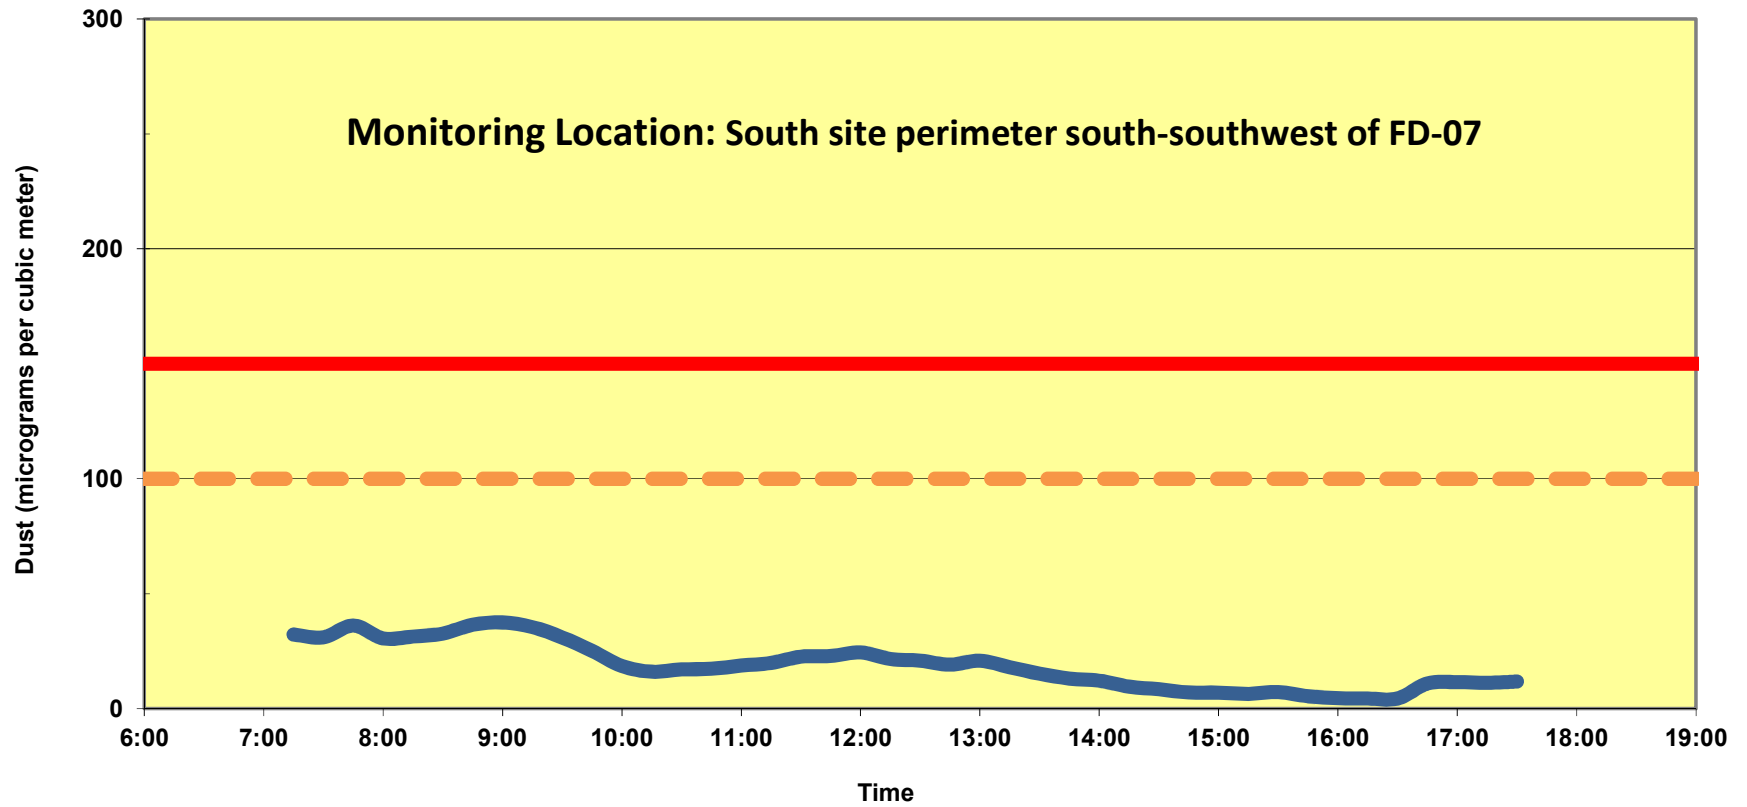 300
Monitoring Location: South site perimeter south-southwest of FD-07
200
100
0
Dust (micrograms per cubic meter)
6:00 7:00 8:00 9:00 10:00 11:00 12:00 13:00 14:00 15:00 16:00 17:00 18:00 19:00
Time